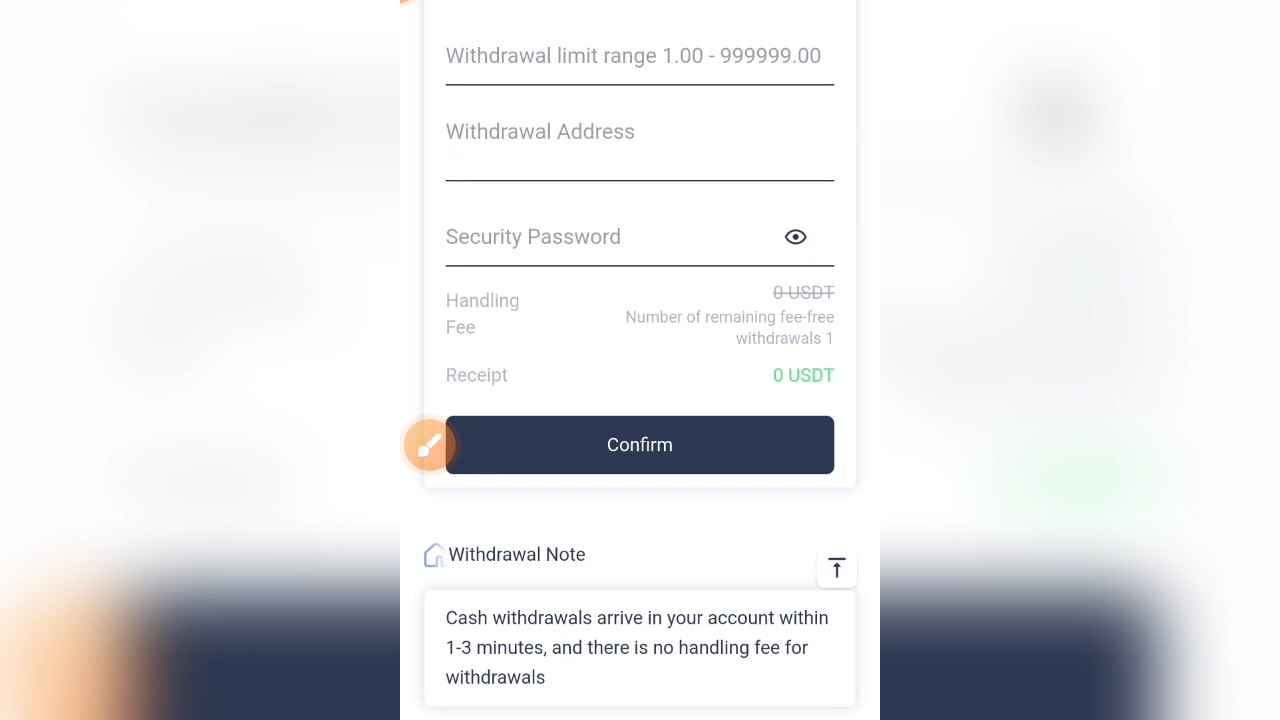 Withdrawal limit range 1.00 - 999999.00
Withdrawal Address
Security Password
Handling
Fee
0 USDT
Number of remaining fee-free
withdrawals 1
Receipt
0 USDT
Confirm
Withdrawal Note
Cash withdrawals arrive in your account within
1-3 minutes, and there is no handling fee for
withdrawals